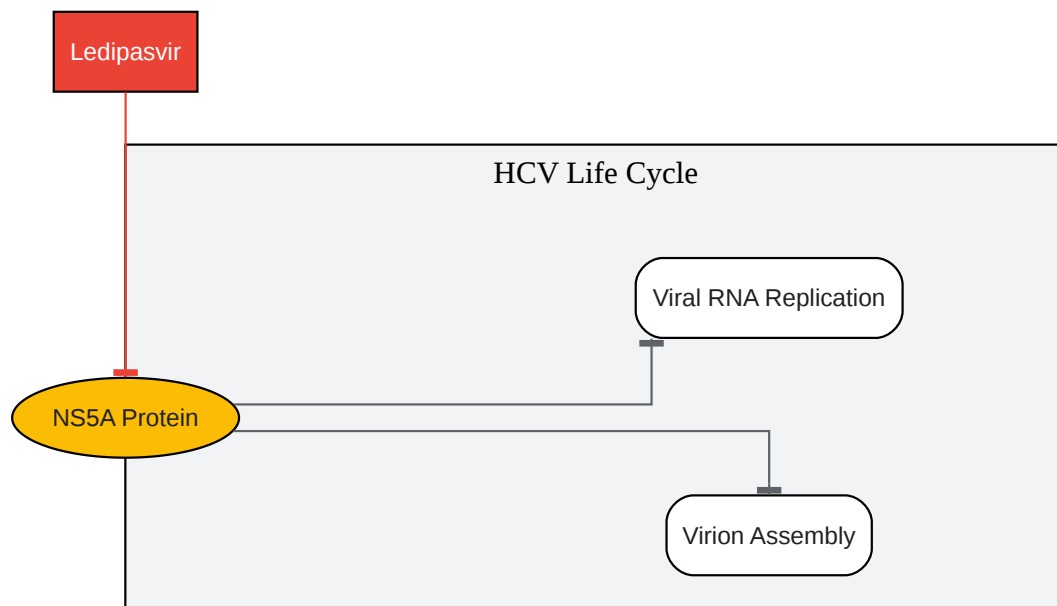 Ledipasvir
HCV Life Cycle
Viral RNA Replication
NS5A Protein
Virion Assembly